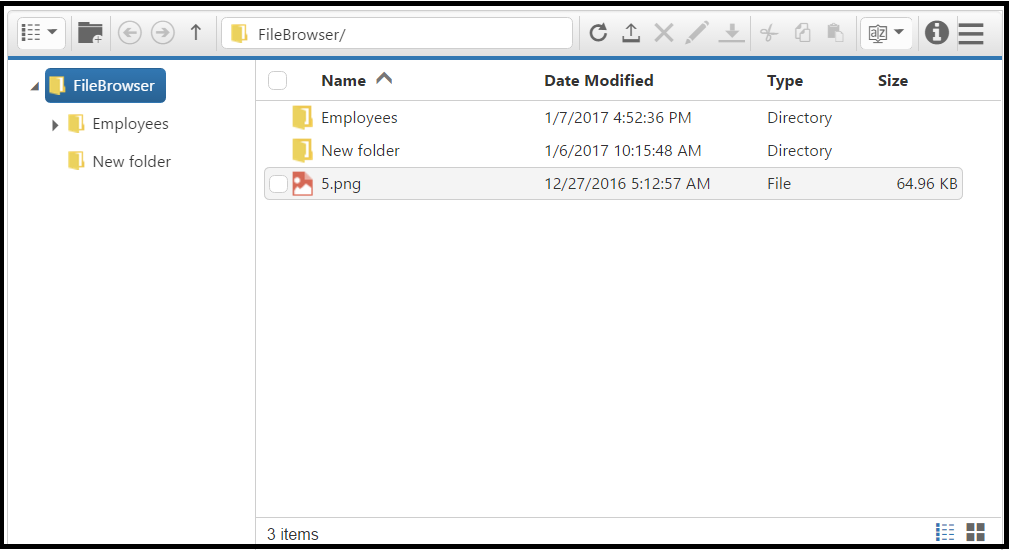 FileBrowser/
FileBrowser
Employees
New folder
Name Date Modified Type Size
Employees 1/7/2017 4:52:36 PM Directory
New folder 1/6/2017 10:15:48 AM Directory
5.png 12/27/2016 5:12:57 AM File 64.96 KB
3 items